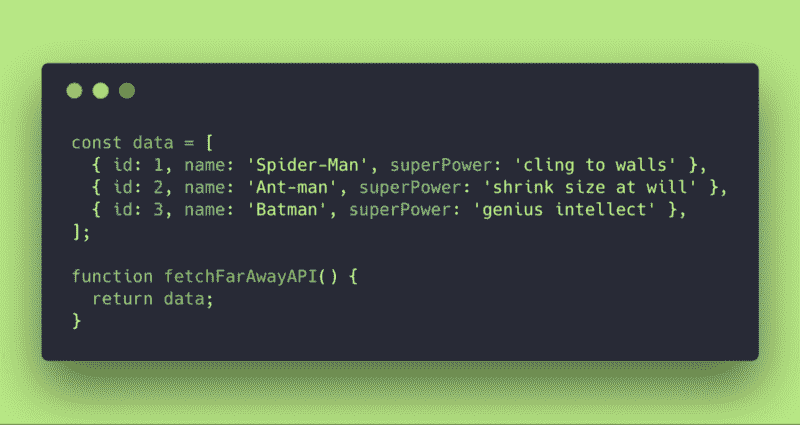 const data = [
  { id: 1, name: 'Spider-Man', superPower: 'cling to walls' },
  { id: 2, name: 'Ant-man', superPower: 'shrink size at will' },
  { id: 3, name: 'Batman', superPower: 'genius intellect' },
];

function fetchFarAwayAPI() {
  return data;
}